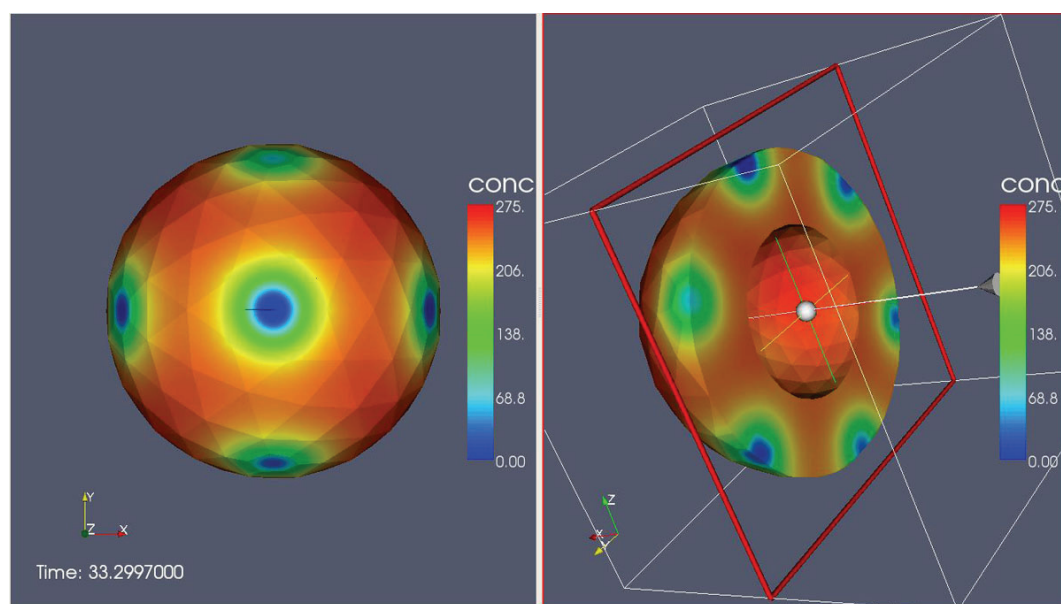 conc
275.
206.
138.
68.8
0.00
Y
Z
X
Time: 33.2997000
conc
275.
206.
138.
68.8
0.00
Z
X
Y